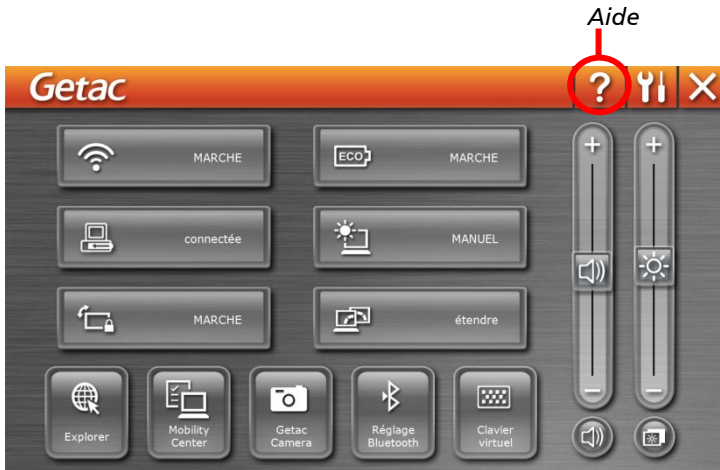 Aide
Getac ?
MARCHE
ECO MARCHE
connectée
MANUEL
MARCHE
étendre
Explorer
Mobility
Center
Getac
Camera
Réglage
Bluetooth
Clavier
virtuel